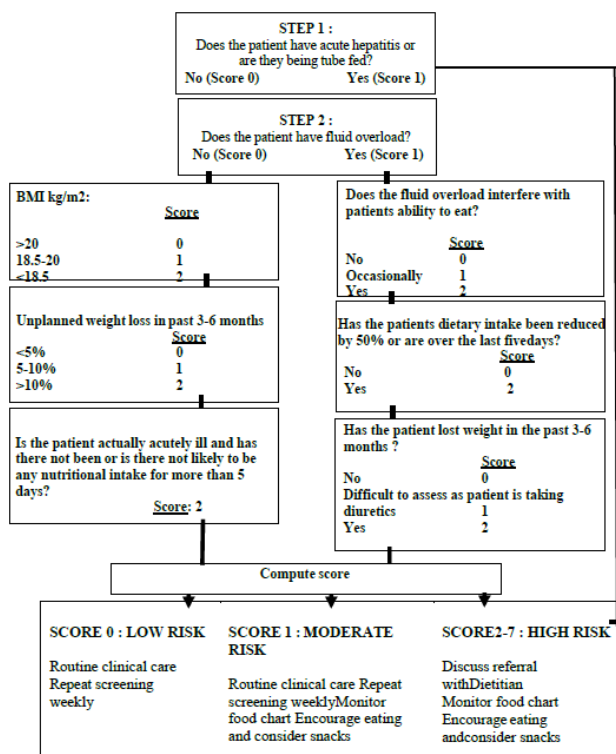 STEP 1 :
Does the patient have acute hepatitis or
are they being tube fed?
No (Score 0) Yes (Score 1)
STEP 2 :
Does the patient have fluid overload?
No (Score 0) Yes (Score 1)
BMI kg/m2:
Score
>20 0
18.5-20 1
<18.5 2
Unplanned weight loss in past 3-6 months
Score
<5% 0
5-10% 1
>10% 2
Is the patient actually acutely ill and has
there not been or is there not likely to be
any nutritional intake for more than 5
days?
Score: 2
Does the fluid overload interfere with
patients ability to eat?
Score
No 0
Occasionally 1
Yes 2
Has the patients dietary intake been reduced
by 50% or are over the last fivedays?
Score
No 0
Yes 2
Has the patient lost weight in the past 3-6
months ?
Score
No 0
Difficult to assess as patient is taking
diuretics 1
Yes 2
Compute score
SCORE 0 : LOW RISK
Routine clinical care
Repeat screening
weekly
SCORE 1 : MODERATE
RISK
Routine clinical care Repeat
screening weeklyMonitor
food chart Encourage eating
and consider snacks
SCORE2-7 : HIGH RISK
Discuss referral
withDietitian
Monitor food chart
Encourage eating
andconsider snacks